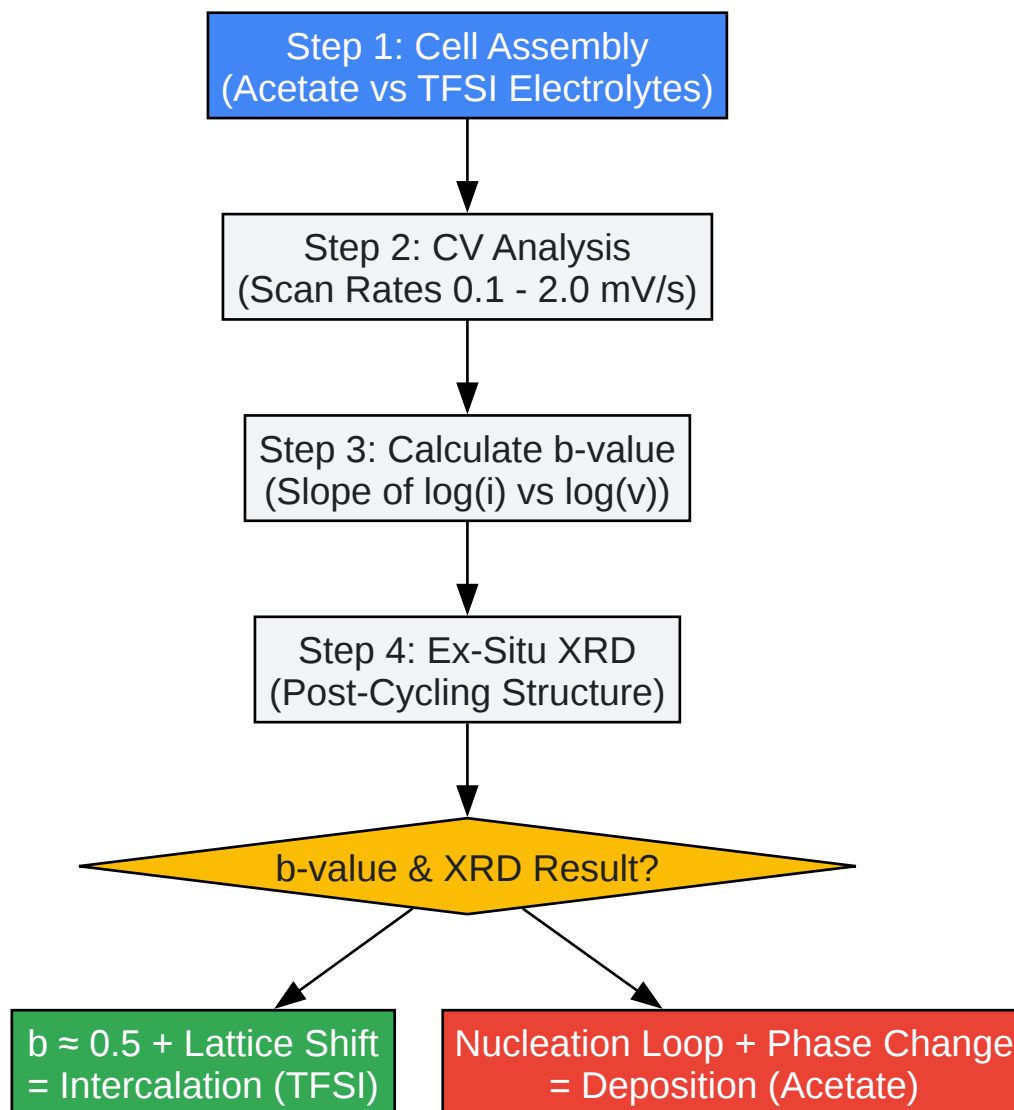 Step 1: Cell Assembly
(Acetate vs TFSI Electrolytes)
Step 2: CV Analysis
(Scan Rates 0.1 - 2.0 mV/s)
Step 3: Calculate b-value
(Slope of log(i) vs log(v))
Step 4: Ex-Situ XRD
(Post-Cycling Structure)
b-value & XRD Result?
b ≈ 0.5 + Lattice Shift
= Intercalation (TFSI)
Nucleation Loop + Phase Change
= Deposition (Acetate)